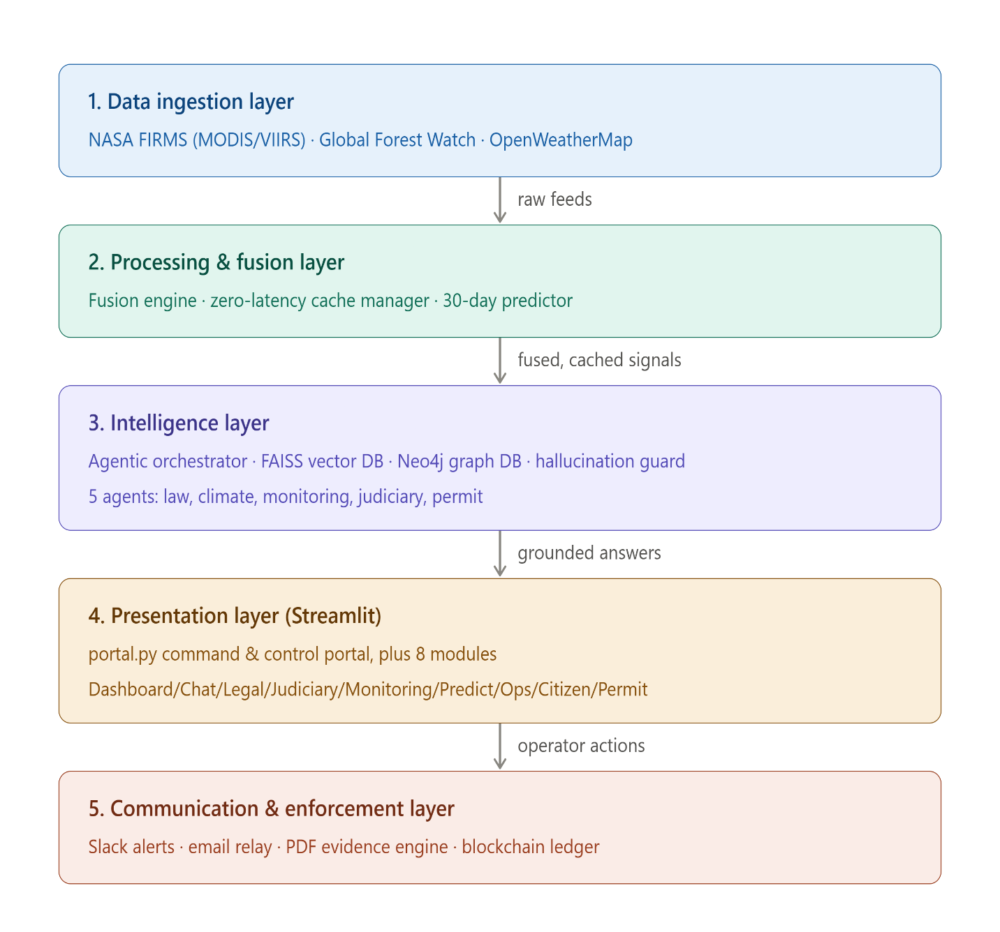 1. Data ingestion layer
NASA FIRMS (MODIS/VIIRS) · Global Forest Watch · OpenWeatherMap
raw feeds
2. Processing & fusion layer
Fusion engine · zero-latency cache manager · 30-day predictor
fused, cached signals
3. Intelligence layer
Agentic orchestrator · FAISS vector DB · Neo4j graph DB · hallucination guard
5 agents: law, climate, monitoring, judiciary, permit
grounded answers
4. Presentation layer (Streamlit)
portal.py command & control portal, plus 8 modules
Dashboard/Chat/Legal/Judiciary/Monitoring/Predict/Ops/Citizen/Permit
operator actions
5. Communication & enforcement layer
Slack alerts · email relay · PDF evidence engine · blockchain ledger